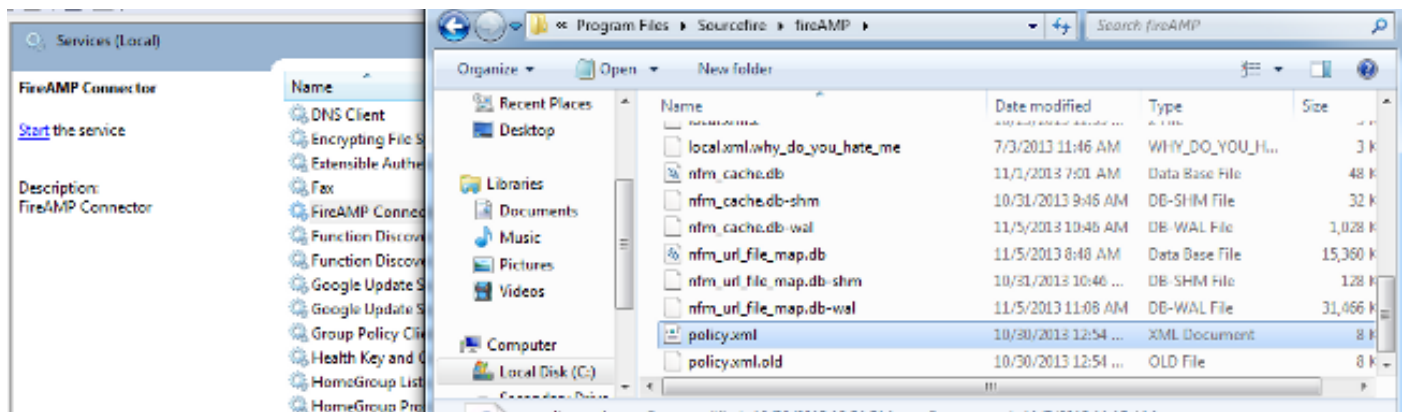 Services (Local)
FireAMP Connector
Start the service
Description:
FireAMP Connector
Name
DNS Client
Encrypting File S
Extensible Authe
Fax
FireAMP Connec
Function Discov
Function Discov
Google Update S
Google Update S
Group Policy Clie
Health Key and C
HomeGroup List
HomeGroup Pro
« Program Files ▸ Sourcefire ▸ fireAMP ▸
Search fireAMP
Organize
Open
New folder
Recent Places
Desktop
Libraries
Documents
Music
Pictures
Videos
Computer
Local Disk (C:)
Name Date modified Type Size
local.xml.why_do_you_hate_me 7/3/2013 11:46 AM WHY_DO_YOU_H... 3 K
nfm_cache.db 11/1/2013 7:01 AM Data Base File 48 K
nfm_cache.db-shm 10/31/2013 9:46 AM DB-SHM File 32 K
nfm_cache.db-wal 11/5/2013 10:46 AM DB-WAL File 1,028 K
nfm_url_file_map.db 11/5/2013 8:48 AM Data Base File 15,360 K
nfm_url_file_map.db-shm 10/31/2013 10:46 ... DB-SHM File 128 K
nfm_url_file_map.db-wal 11/5/2013 11:08 AM DB-WAL File 31,466 K
policy.xml 10/30/2013 12:54 ... XML Document 8 K
policy.xml.old 10/30/2013 12:54 ... OLD File 8 K